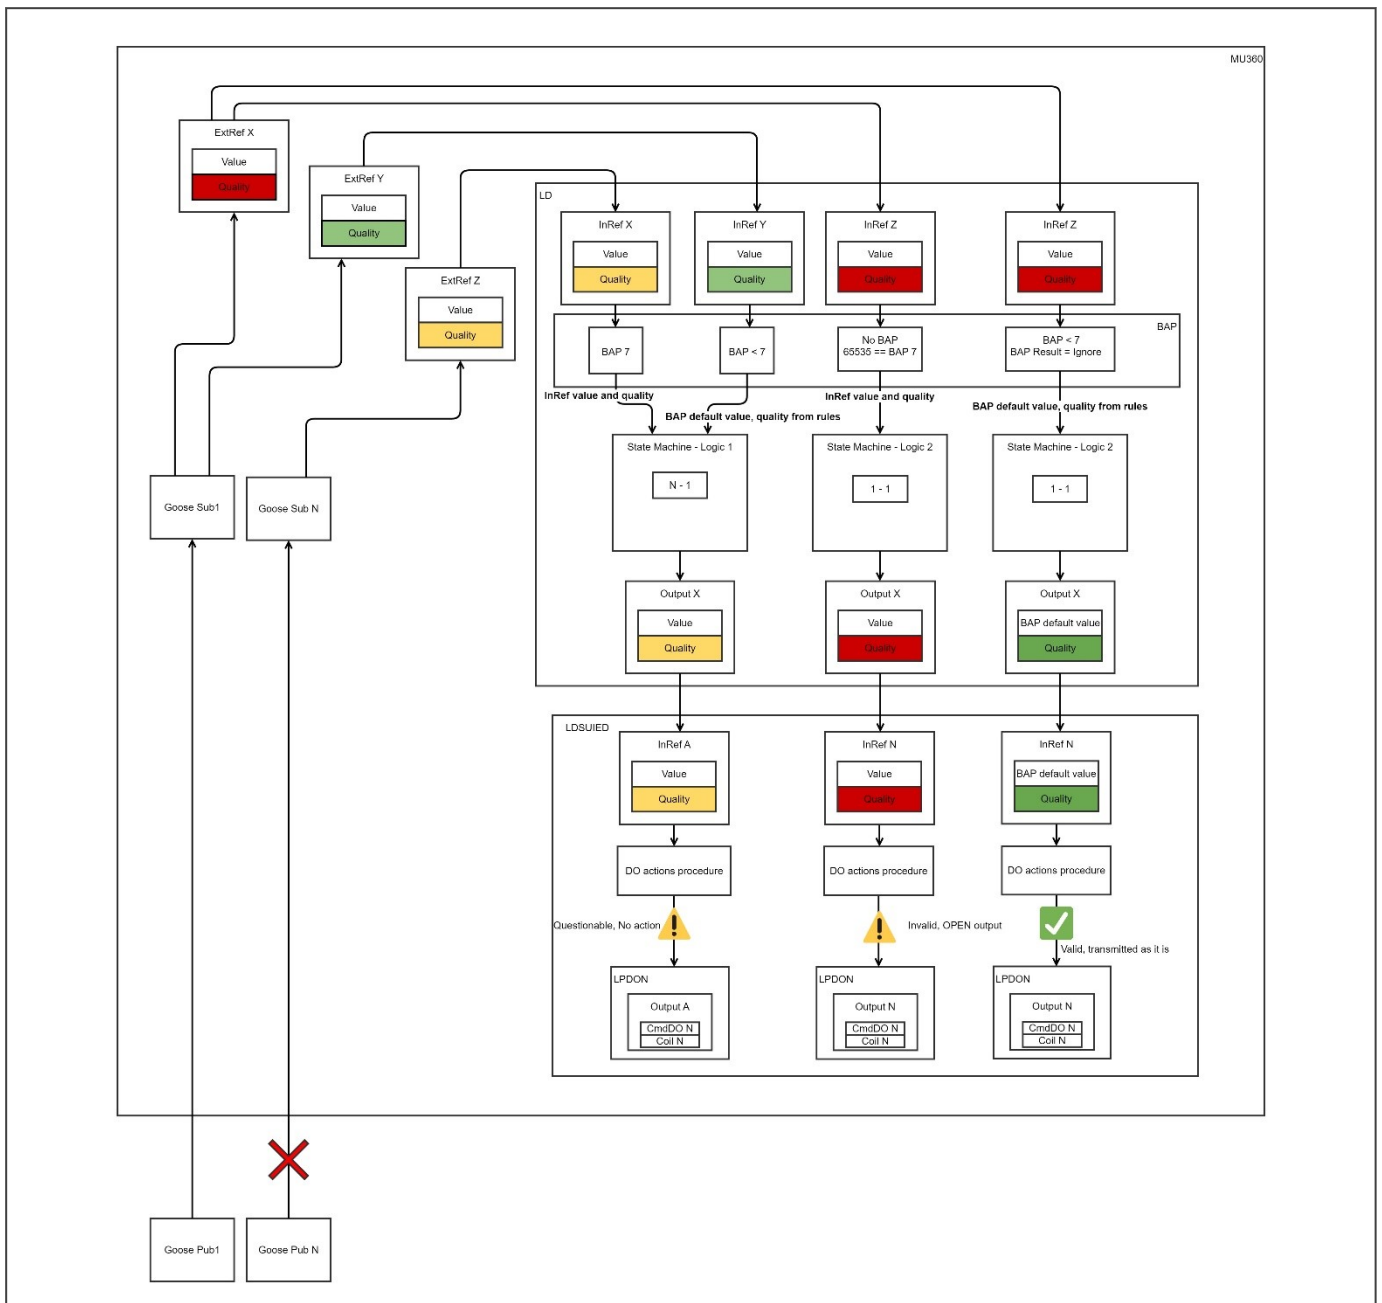 MU360
ExtRef X
Value
Quality
ExtRef Y
Value
Quality
ExtRef Z
Value
Quality
LD
InRef X
Value
Quality
InRef Y
Value
Quality
InRef Z
Value
Quality
InRef Z
Value
Quality
BAP
BAP 7
BAP < 7
No BAP
65535 == BAP 7
BAP < 7
BAP Result = Ignore
InRef value and quality
BAP default value, quality from rules
InRef value and quality
BAP default value, quality from rules
State Machine - Logic 1
N - 1
State Machine - Logic 2
1 - 1
State Machine - Logic 2
1 - 1
Goose Sub1
Goose Sub N
Output X
Value
Quality
Output X
Value
Quality
Output X
BAP default value
Quality
LDSUIED
InRef A
Value
Quality
InRef N
Value
Quality
InRef N
BAP default value
Quality
DO actions procedure
DO actions procedure
DO actions procedure
Questionable, No action
Invalid, OPEN output
Valid, transmitted as it is
LPDON
Output A
CmdDO N
Coil N
LPDON
Output N
CmdDO N
Coil N
LPDON
Output N
CmdDO N
Coil N
Goose Pub1
Goose Pub N